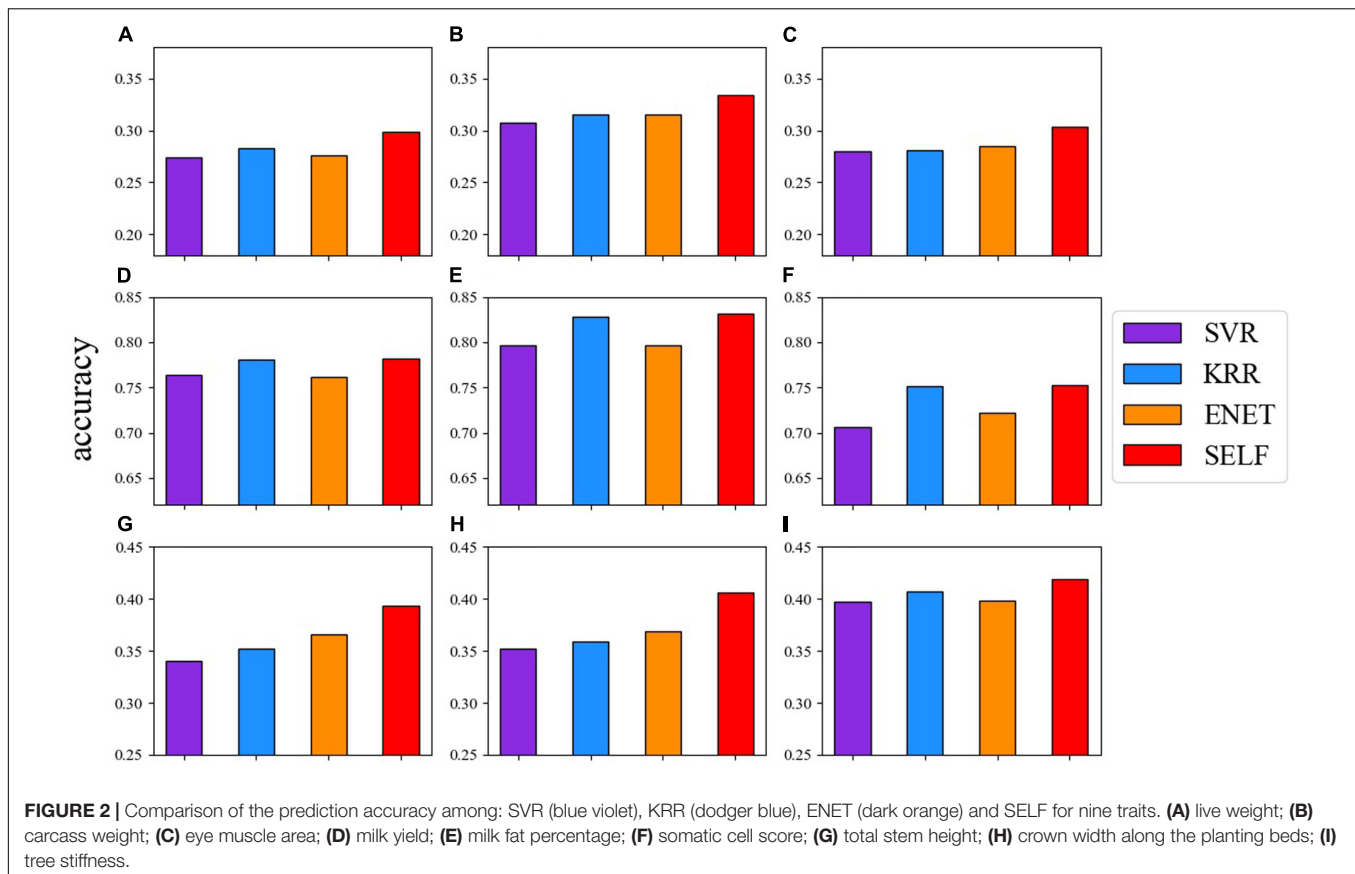 A
B
C
0.35
0.30
0.25
0.20
0.35
0.30
0.25
0.20
0.35
0.30
0.25
0.20
D
E
F
0.85
0.80
0.75
0.70
0.65
0.85
0.80
0.75
0.70
0.65
0.85
0.80
0.75
0.70
0.65
accuracy
SVR
KRR
ENET
SELF
G
H
I
0.45
0.40
0.35
0.30
0.25
0.45
0.40
0.35
0.30
0.25
0.45
0.40
0.35
0.30
0.25
FIGURE 2 | Comparison of the prediction accuracy among: SVR (blue violet), KRR (dodger blue), ENET (dark orange) and SELF for nine traits. (A) live weight; (B)
carcass weight; (C) eye muscle area; (D) milk yield; (E) milk fat percentage; (F) somatic cell score; (G) total stem height; (H) crown width along the planting beds; (I)
tree stiffness.